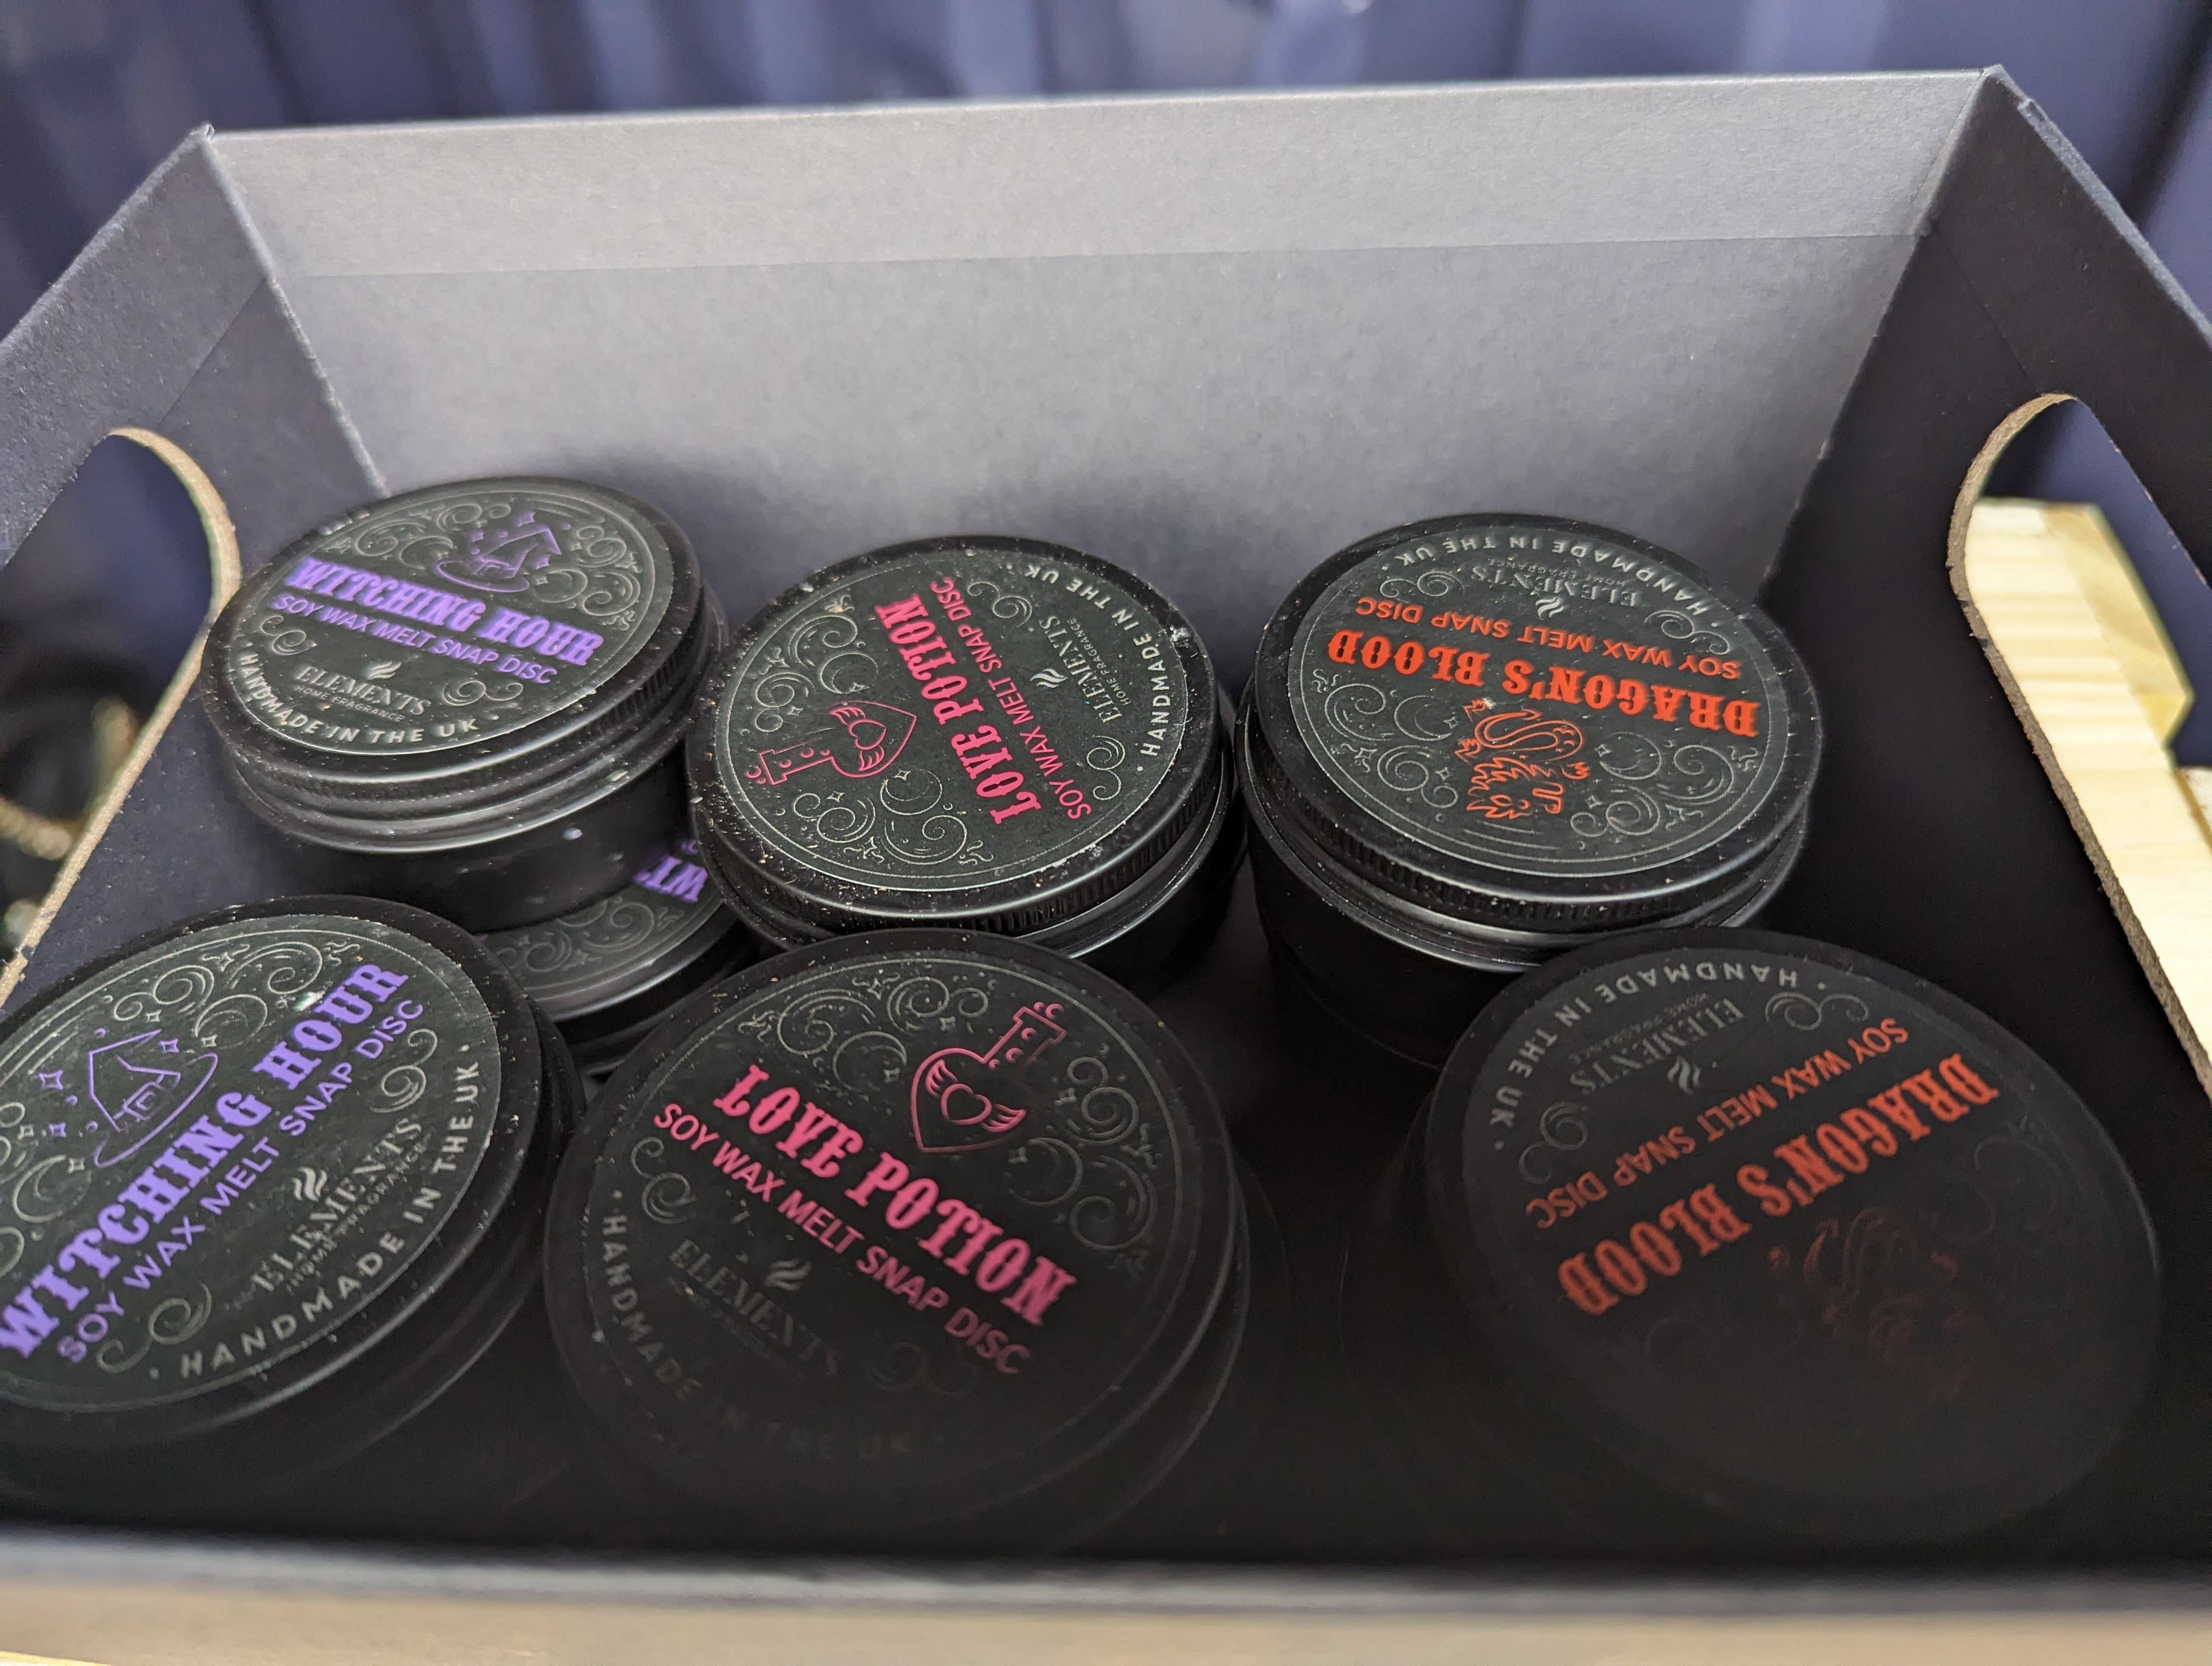 WITCHING HOUR
SOY WAX MELT SNAP DISC
ELEMENTS
HOME FRAGRANCE
· HANDMADE IN THE UK ·
LOVE POTION
SOY WAX MELT SNAP DISC
ELEMENTS
HOME FRAGRANCE
· HANDMADE IN THE UK ·
DRAGON'S BLOOD
SOY WAX MELT SNAP DISC
ELEMENTS
HOME FRAGRANCE
· HANDMADE IN THE UK ·
WIT
WITCHING HOUR
SOY WAX MELT SNAP DISC
ELEMENTS
HOME FRAGRANCE
· HANDMADE IN THE UK ·
LOVE POTION
SOY WAX MELT SNAP DISC
ELEMENTS
· HANDMADE IN THE UK ·
DRAGON'S BLOOD
SOY WAX MELT SNAP DISC
ELEMENTS
HOME FRAGRANCE
· HANDMADE IN THE UK ·